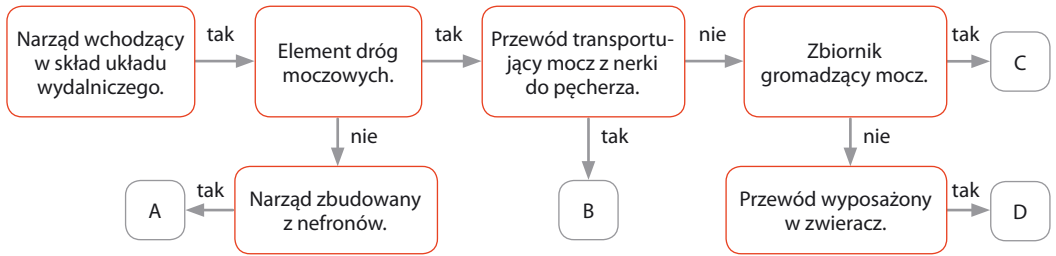 Narząd wchodzący
w skład układu
wydalniczego.
tak
Element dróg
moczowych.
tak
Przewód transportu-
jący mocz z nerki
do pęcherza.
nie
Zbiornik
gromadzący mocz.
tak
C
nie
tak
nie
A
tak
Narząd zbudowany
z nefronów.
B
Przewód wyposażony
w zwieracz.
tak
D